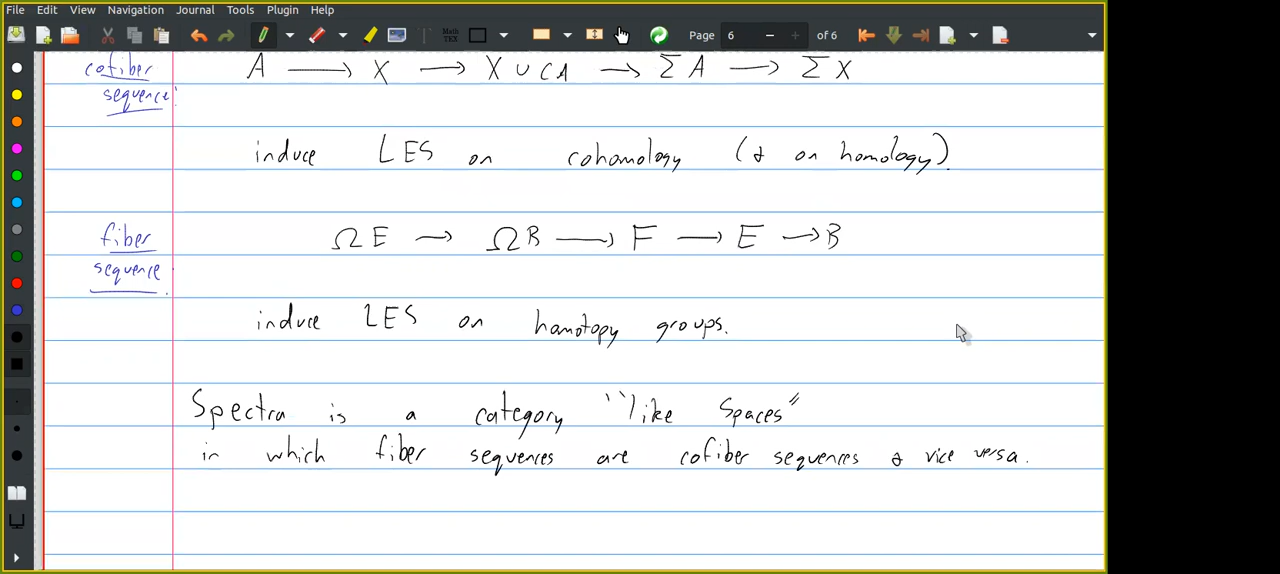 File Edit View Navigation Journal Tools Plugin Help
Math TEX
Page 6 of 6
cofiber A ⟶ X ⟶ X ∪ CA ⟶ ΣA ⟶ ΣX
sequence:
induce LES on cohomology (& on homology).
fiber ΩE ⟶ ΩB ⟶ F ⟶ E ⟶ B
sequence.
induce LES on homotopy groups.
Spectra is a category "like Spaces"
in which fiber sequences are cofiber sequences & vice versa.